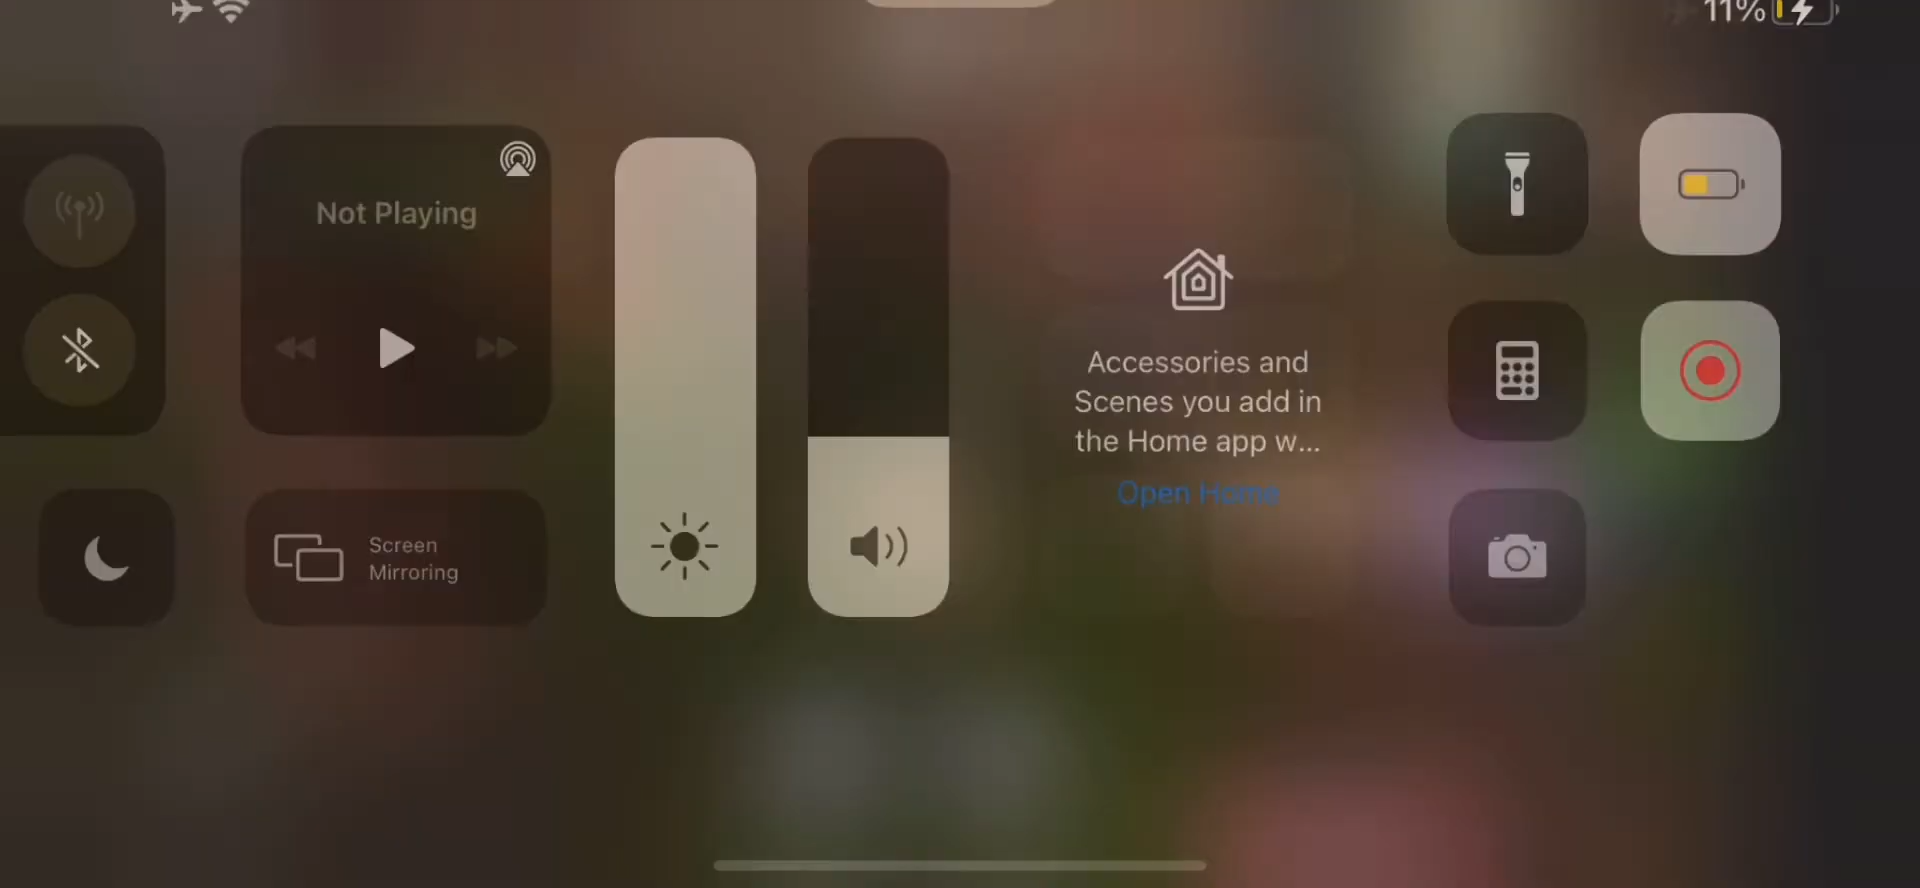 11%
Not Playing
Accessories and
Scenes you add in
the Home app w...
Open Home
Screen
Mirroring